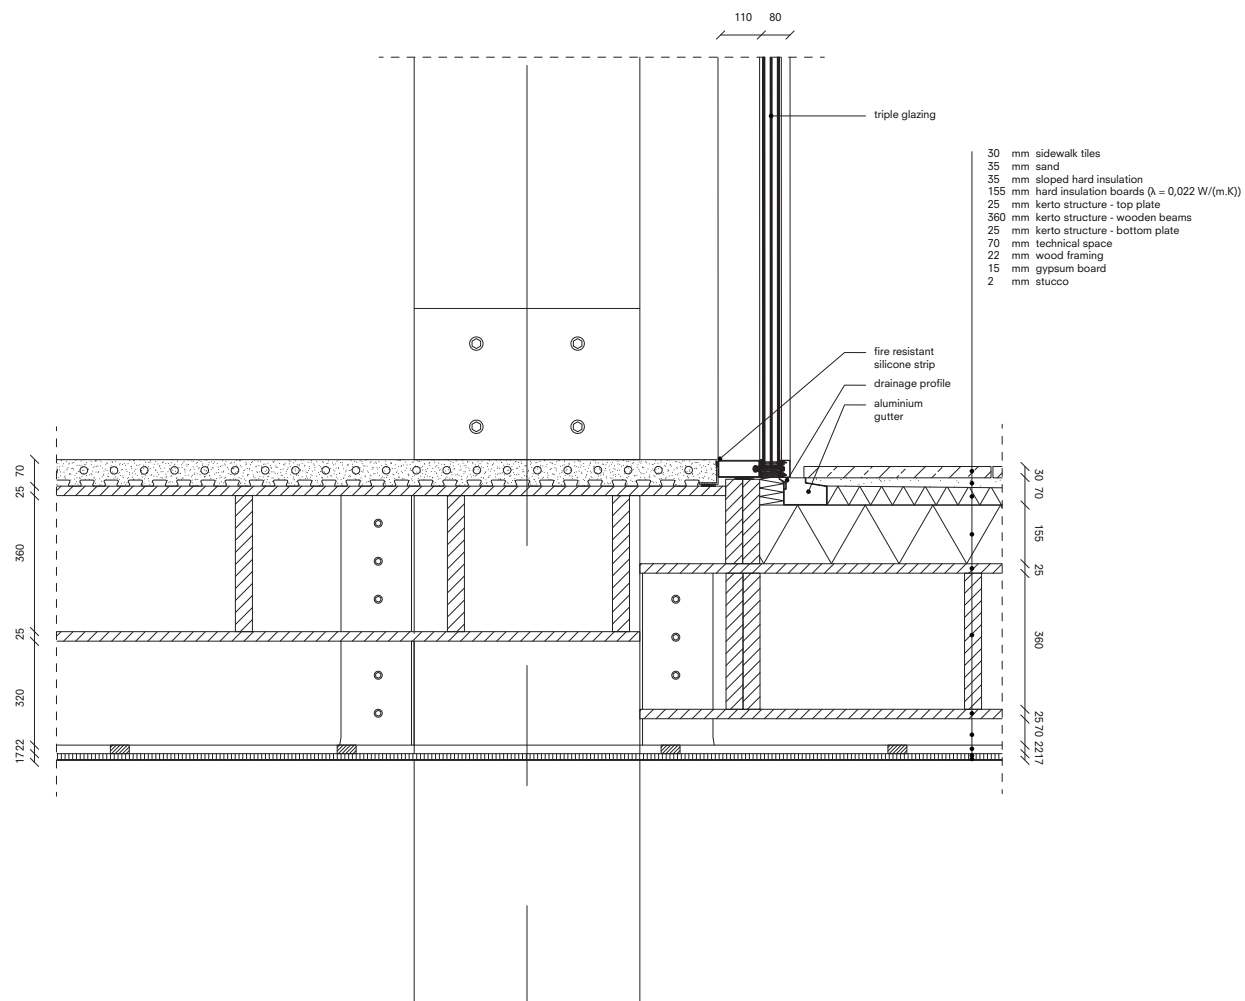 110 80
triple glazing
30 mm sidewalk tiles
35 mm sand
35 mm sloped hard insulation
155 mm hard insulation boards (λ = 0,022 W/(m.K))
25 mm kerto structure - top plate
360 mm kerto structure - wooden beams
25 mm kerto structure - bottom plate
70 mm technical space
22 mm wood framing
15 mm gypsum board
2 mm stucco
fire resistant
silicone strip
drainage profile
aluminium
gutter
70
25
360
25
320
22
17
30
70
155
25
360
25
70
22
17